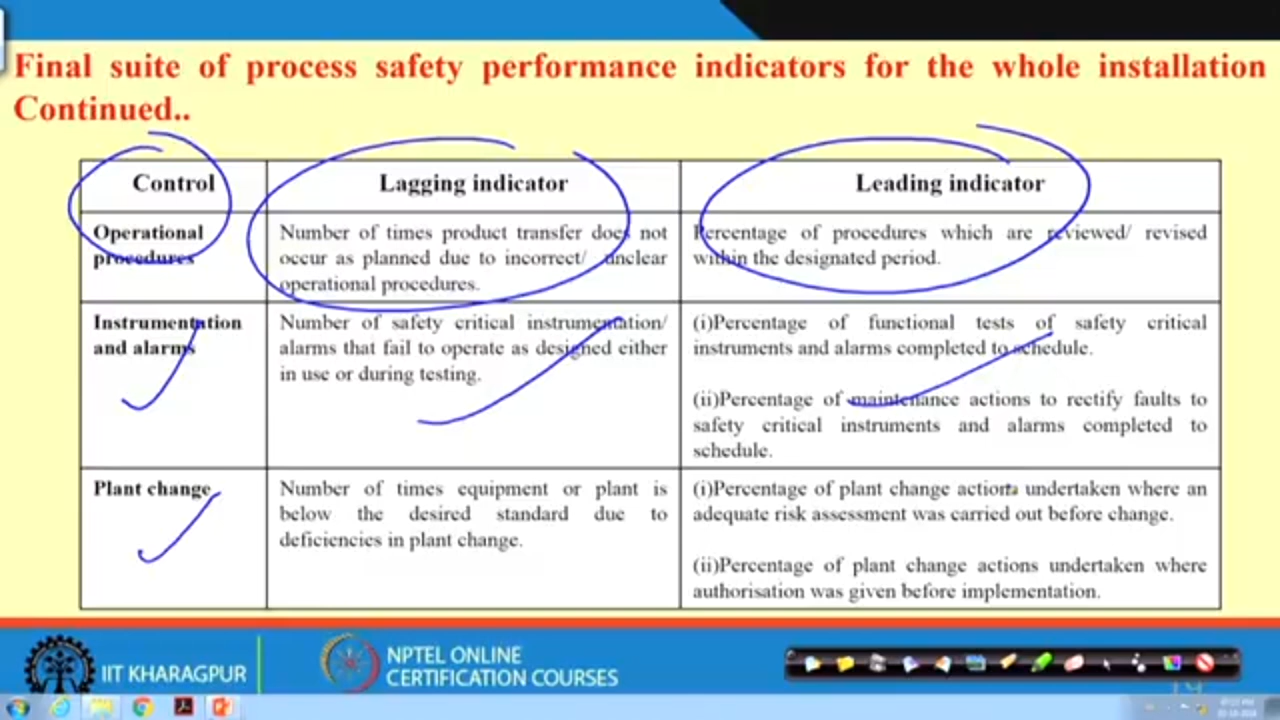 Final suite of process safety performance indicators for the whole installation
Continued..
Control
Lagging indicator
Leading indicator
Operational
procedures
Number of times product transfer does not
occur as planned due to incorrect/ unclear
operational procedures.
Percentage of procedures which are reviewed/ revised
within the designated period.
Instrumentation
and alarms
Number of safety critical instrumentation/
alarms that fail to operate as designed either
in use or during testing.
(i)Percentage of functional tests of safety critical
instruments and alarms completed to schedule.
(ii)Percentage of maintenance actions to rectify faults to
safety critical instruments and alarms completed to
schedule.
Plant change
Number of times equipment or plant is
below the desired standard due to
deficiencies in plant change.
(i)Percentage of plant change actions undertaken where an
adequate risk assessment was carried out before change.
(ii)Percentage of plant change actions undertaken where
authorisation was given before implementation.
IIT KHARAGPUR
NPTEL ONLINE
CERTIFICATION COURSES